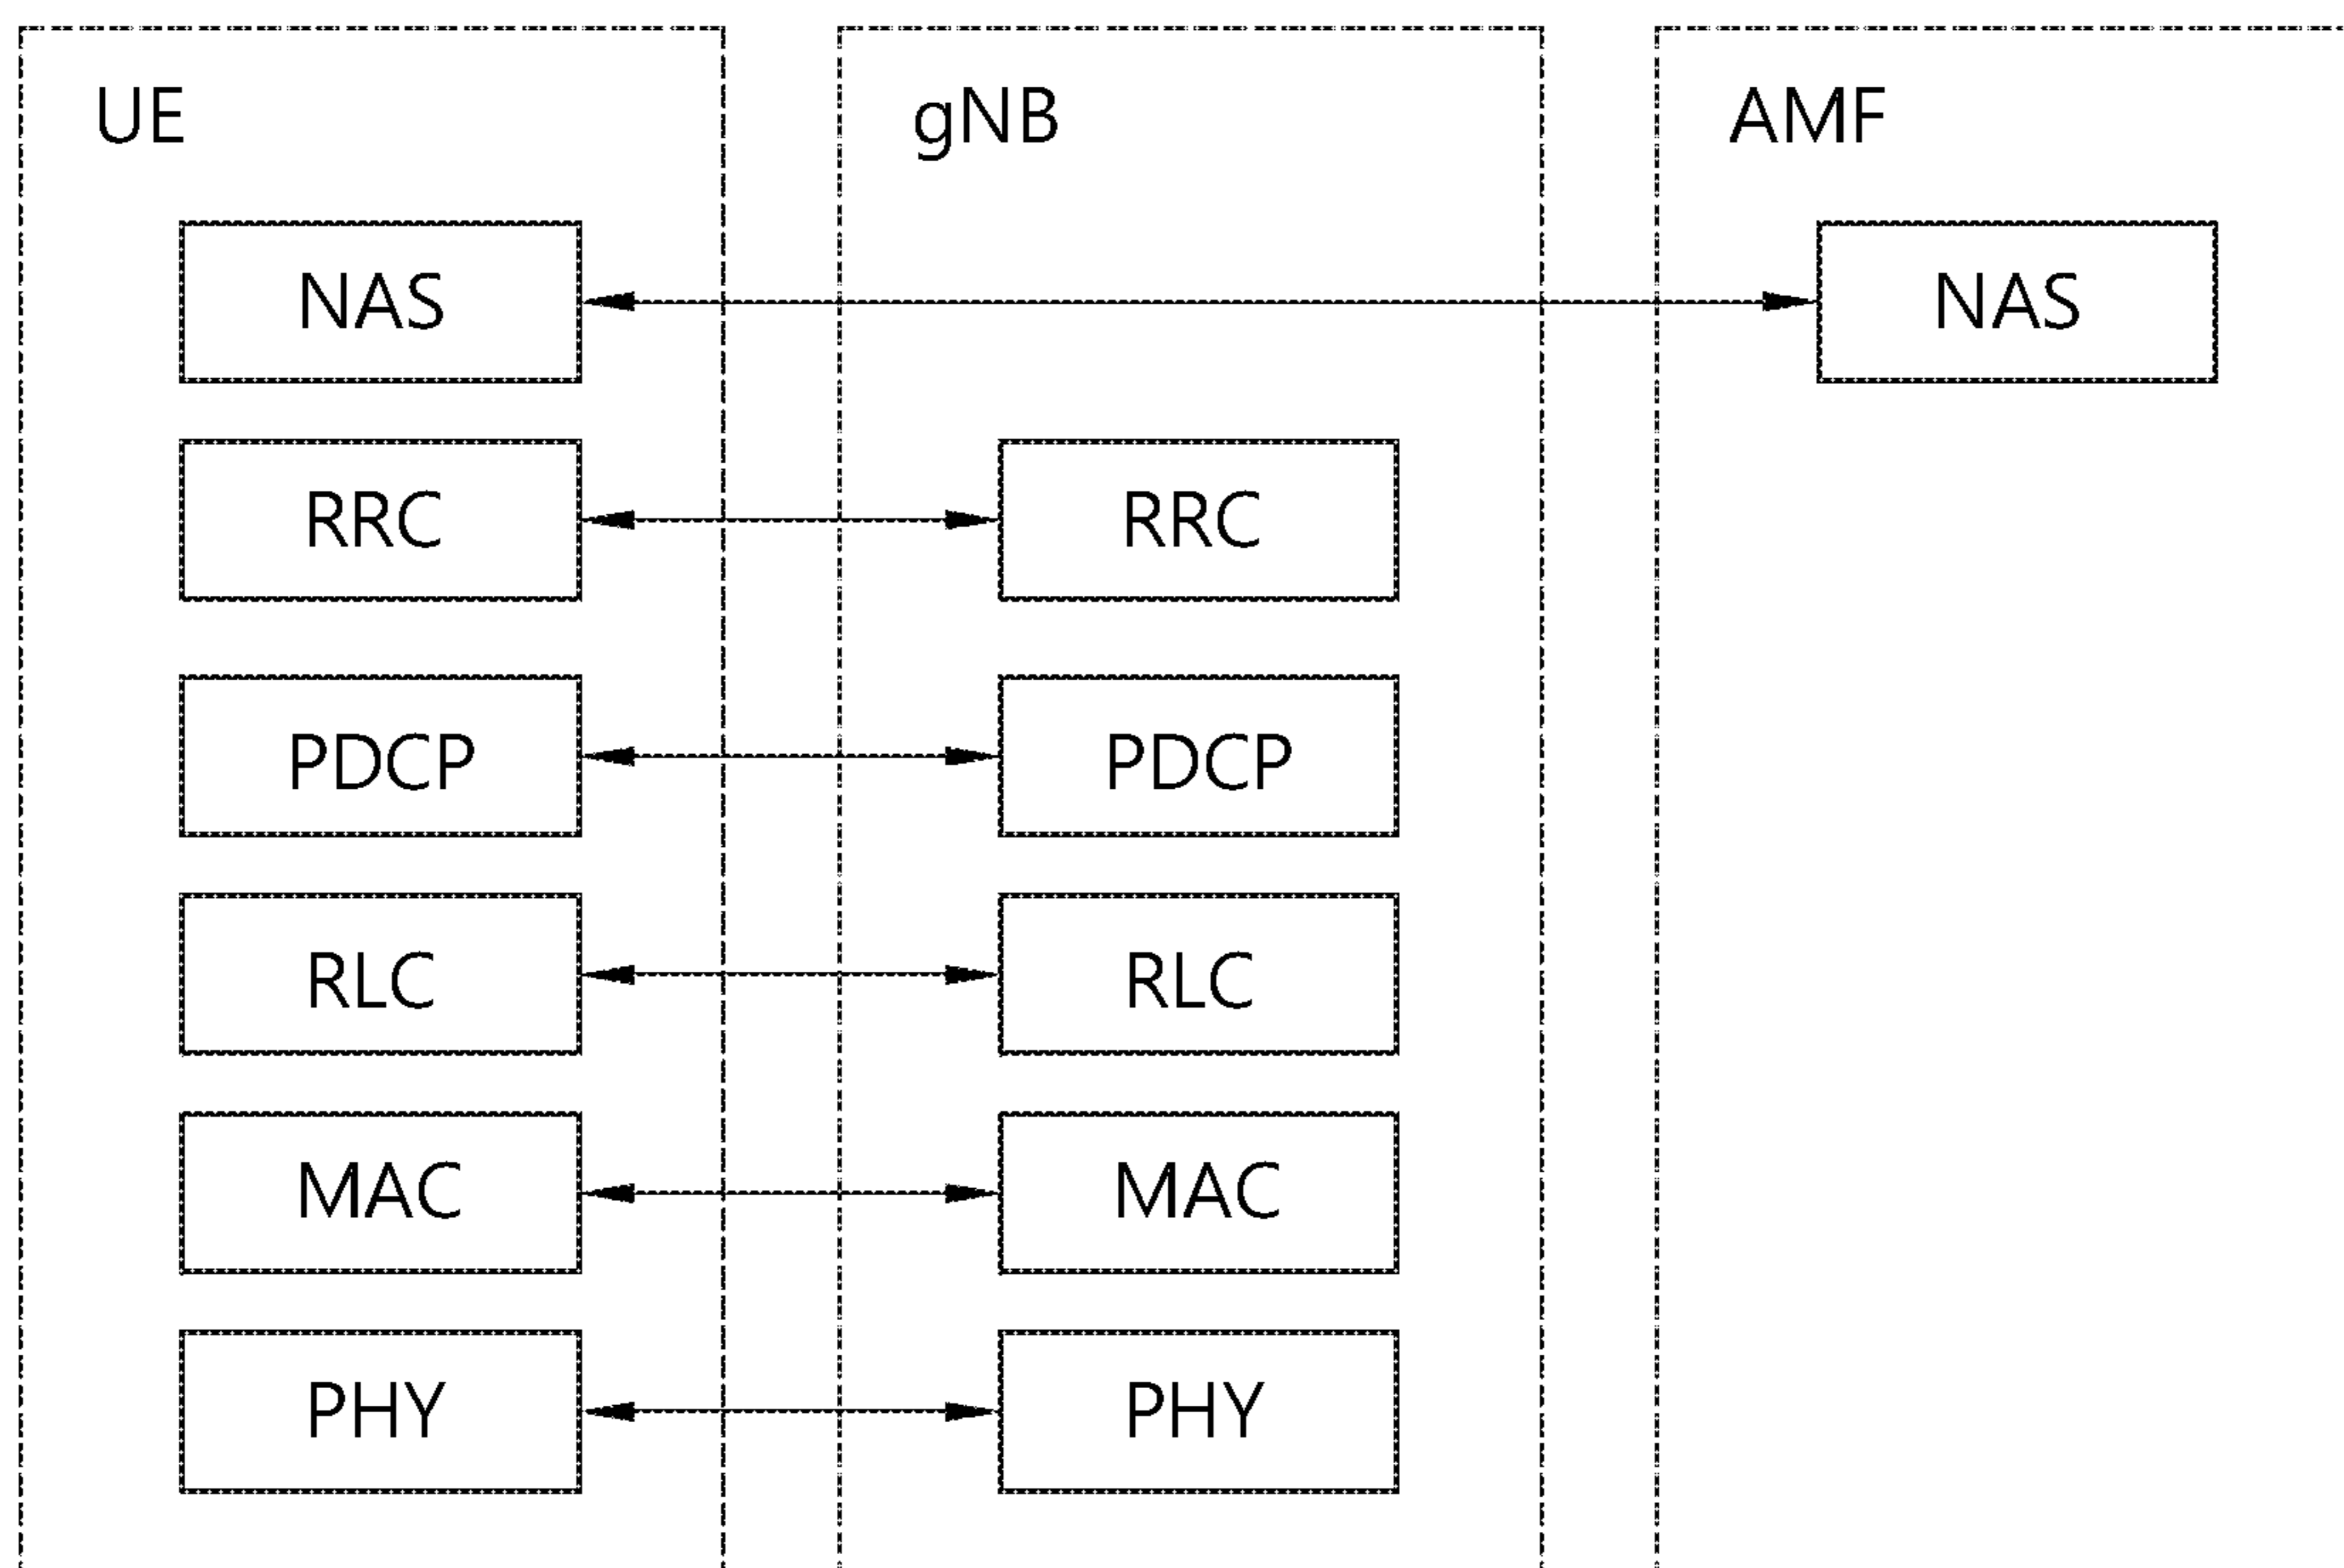 UE gNB AMF
NAS NAS
RRC RRC
PDCP PDCP
RLC RLC
MAC MAC
PHY PHY